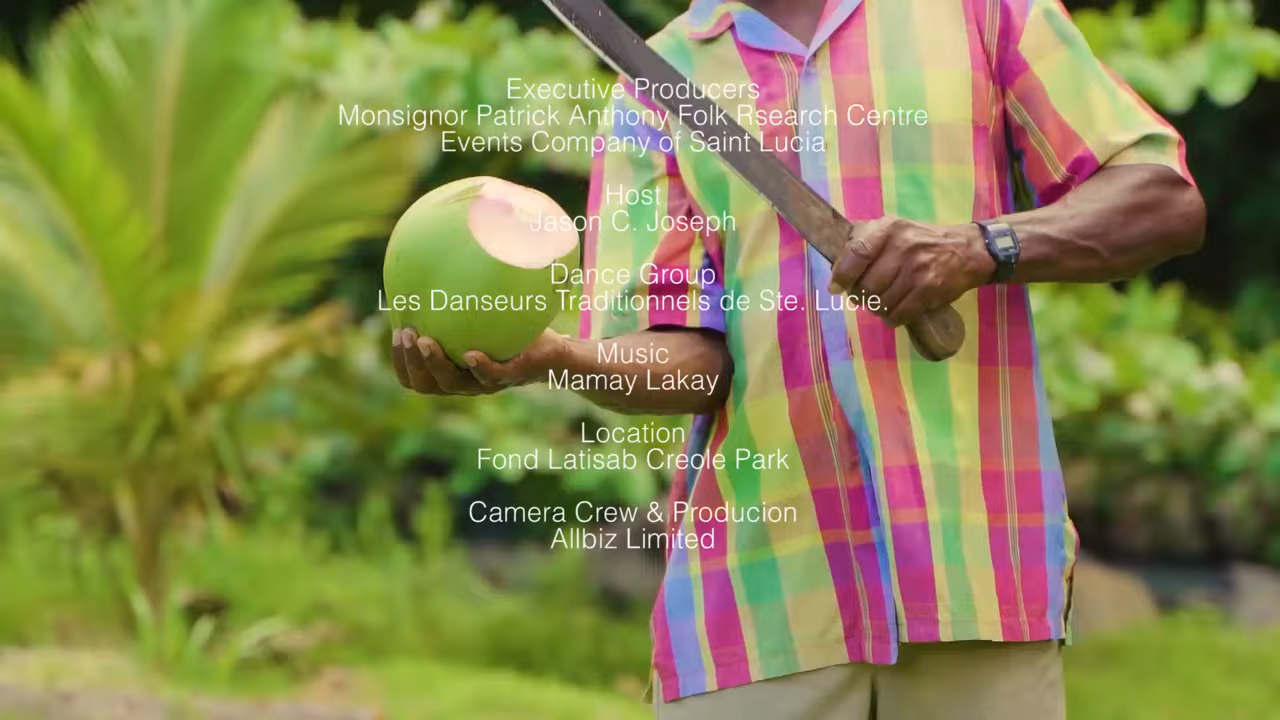 Executive Producers
Monsignor Patrick Anthony Folk Rsearch Centre
Events Company of Saint Lucia
Host
Jason C. Joseph
Dance Group
Les Danseurs Traditionnels de Ste. Lucie.
Music
Mamay Lakay
Location
Fond Latisab Creole Park
Camera Crew & Producion
Allbiz Limited